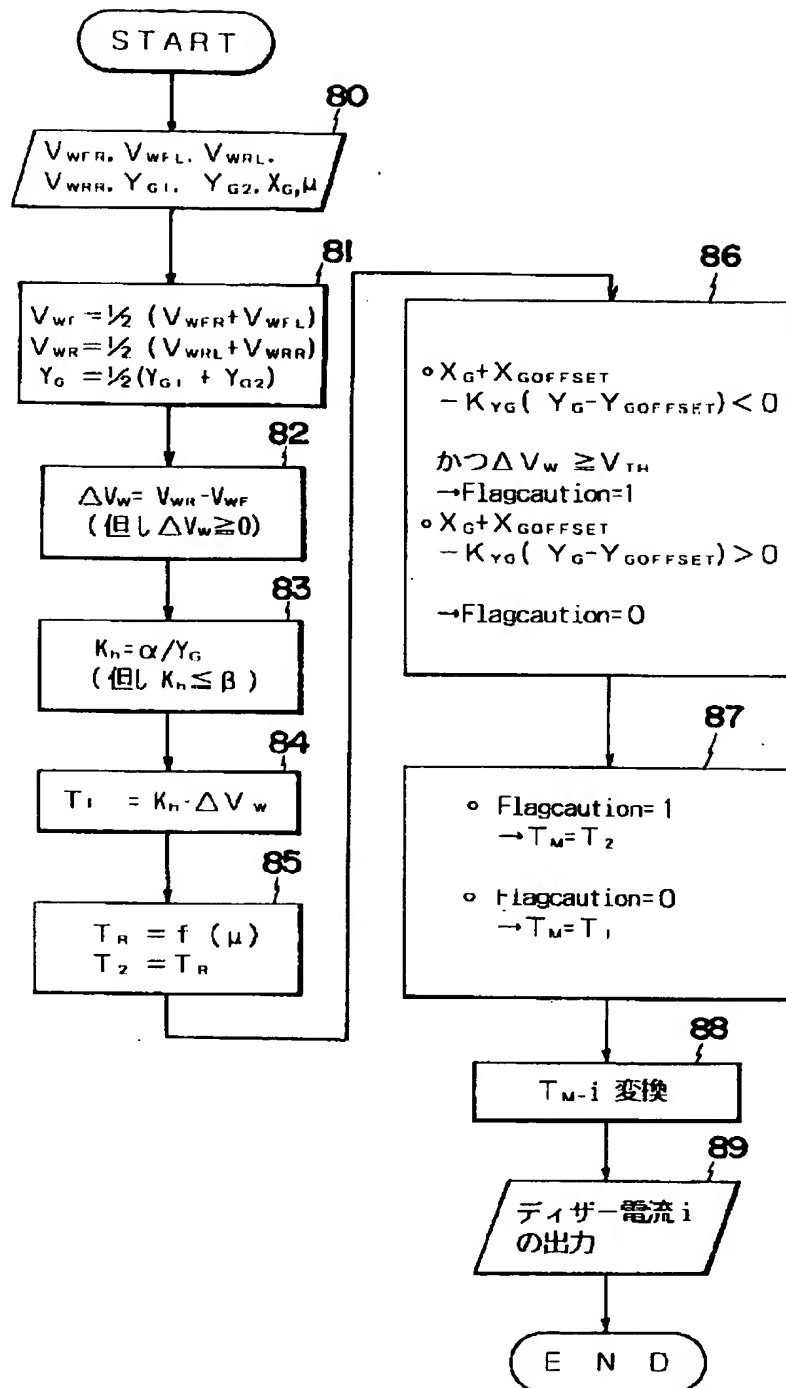 START
80
V_WFR. V_WFL. V_WRL.
V_WRR. Y_G1. Y_G2. X_G, μ
81
V_WF = ½ (V_WFR + V_WFL)
V_WR = ½ (V_WRL + V_WRR)
Y_G = ½(Y_G1 + Y_G2)
82
△V_W = V_WR - V_WF
(但し △V_W ≧ 0)
83
K_h = α/Y_G
(但し K_h ≦ β)
84
T_1 = K_h · △V_W
85
T_R = f (μ)
T_2 = T_R
86
○ X_G + X_GOFFSET
- K_YG( Y_G - Y_GOFFSET) < 0
かつ △V_W ≧ V_TH
→Flagcaution=1
○ X_G + X_GOFFSET
- K_YG( Y_G - Y_GOFFSET) > 0
→Flagcaution=0
87
○ Flagcaution=1
→T_M = T_2
○ Flagcaution=0
→T_M = T_1
88
T_M-i 変換
89
ディザー電流 i
の出力
END